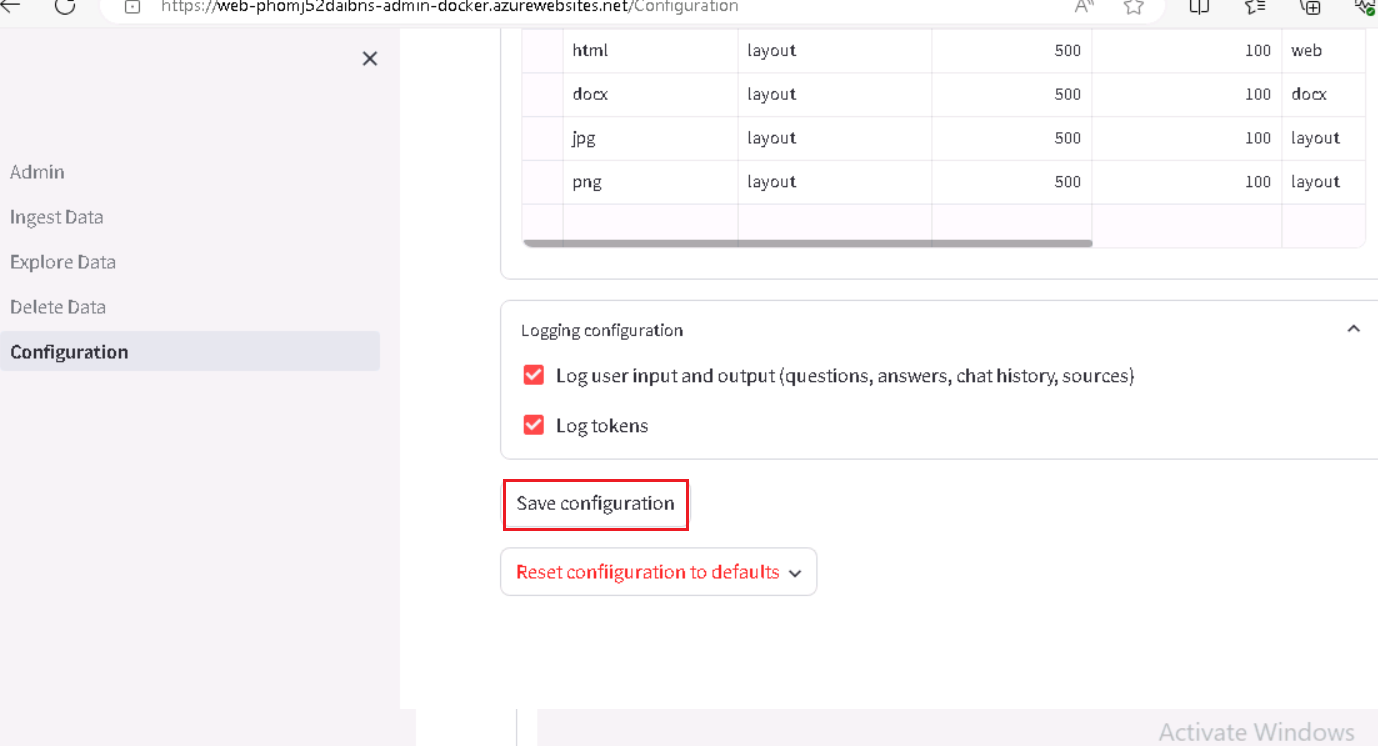 https://web-phomj52daibns-admin-docker.azurewebsites.net/Configuration
html layout 500 100 web
docx layout 500 100 docx
jpg layout 500 100 layout
png layout 500 100 layout
Admin
Ingest Data
Explore Data
Delete Data
Configuration
Logging configuration
Log user input and output (questions, answers, chat history, sources)
Log tokens
Save configuration
Reset confiiguration to defaults
Activate Windows